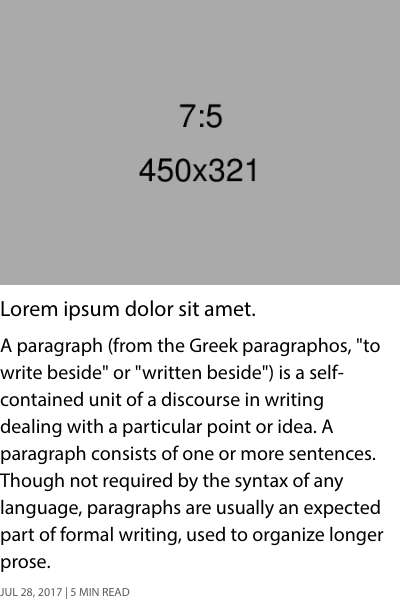 7:5
450x321
Lorem ipsum dolor sit amet.
A paragraph (from the Greek paragraphos, "to
write beside" or "written beside") is a self-
contained unit of a discourse in writing
dealing with a particular point or idea. A
paragraph consists of one or more sentences.
Though not required by the syntax of any
language, paragraphs are usually an expected
part of formal writing, used to organize longer
prose.
JUL 28, 2017 | 5 MIN READ